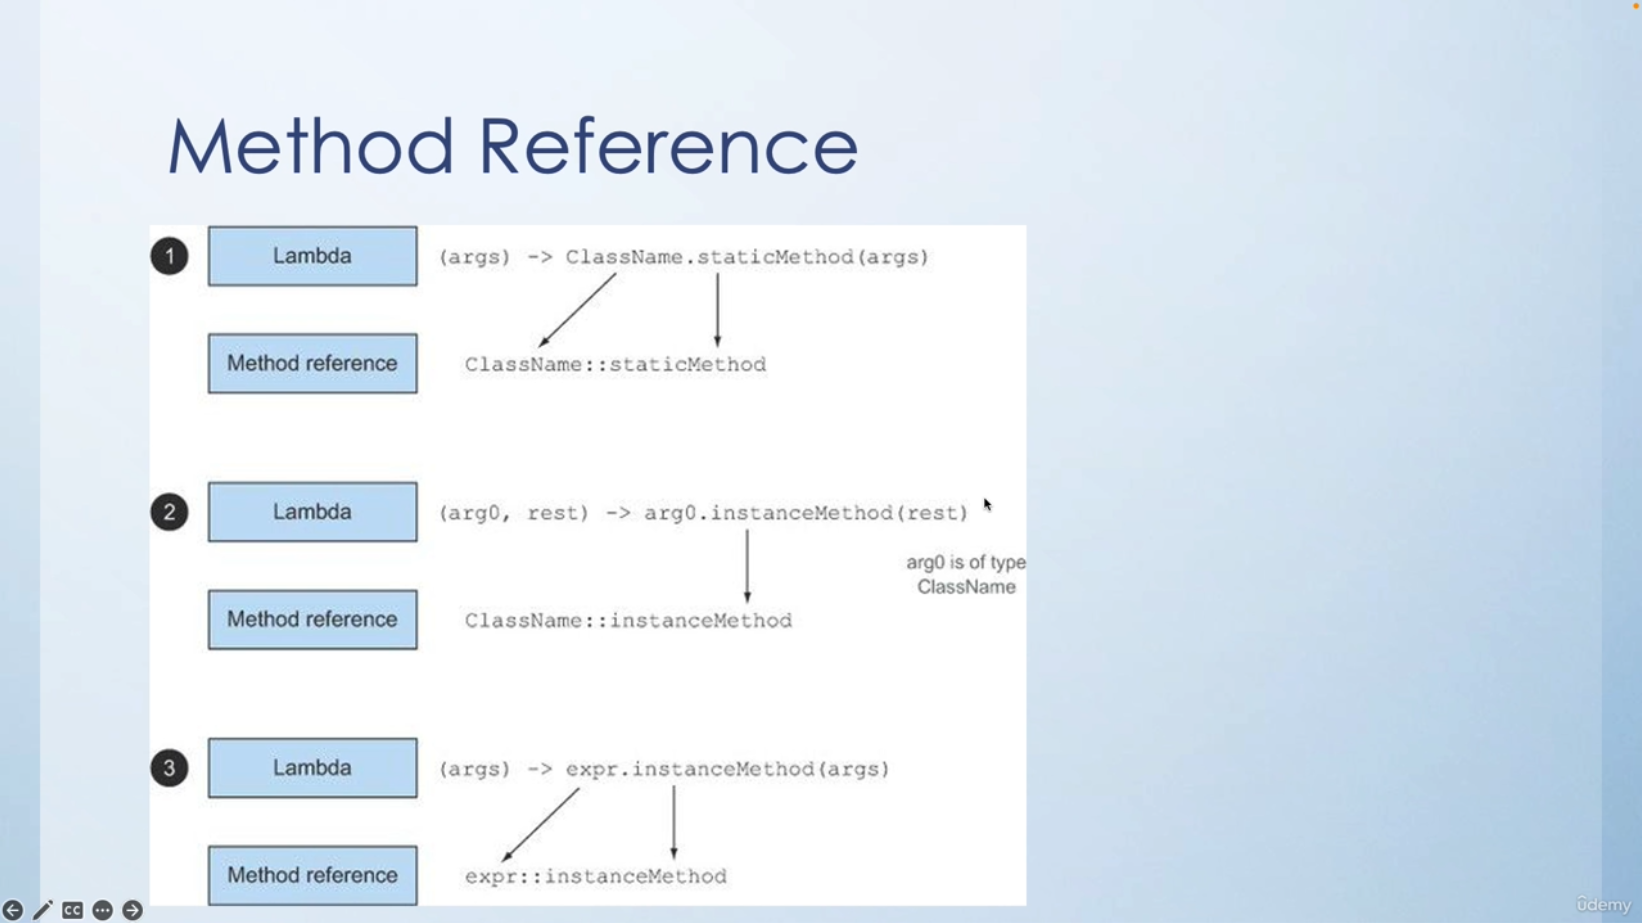 Method Reference
1 Lambda (args) -> ClassName.staticMethod(args)
Method reference ClassName::staticMethod
2 Lambda (arg0, rest) -> arg0.instanceMethod(rest)
arg0 is of type
ClassName
Method reference ClassName::instanceMethod
3 Lambda (args) -> expr.instanceMethod(args)
Method reference expr::instanceMethod
CC
ûdemy